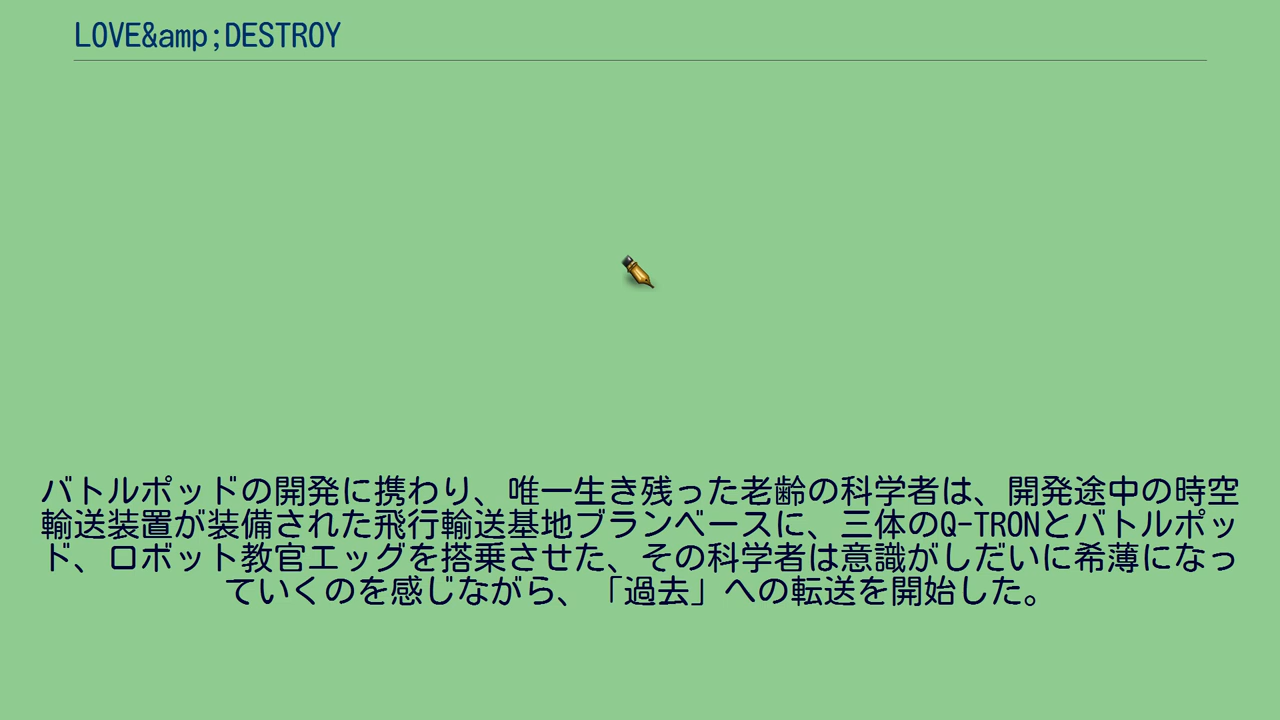 LOVE&amp;DESTROY
バトルポッドの開発に携わり、唯一生き残った老齢の科学者は、開発途中の時空
輸送装置が装備された飛行輸送基地ブランベースに、三体のQ-TRONとバトルポッ
ド、ロボット教官エッグを搭乗させた、その科学者は意識がしだいに希薄になっ
ていくのを感じながら、「過去」への転送を開始した。